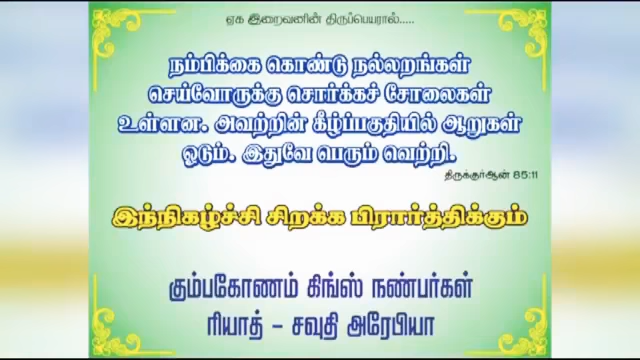 ஏக இறைவனின் திருப்பெயரால்.....
நம்பிக்கை கொண்டு நல்லறங்கள்
செய்வோருக்கு சொர்க்கச் சோலைகள்
உள்ளன. அவற்றின் கீழ்ப்பகுதியில் ஆறுகள்
ஓடும். இதுவே பெரும் வெற்றி.
திருக்குர்ஆன் 85:11
இந்நிகழ்ச்சி சிறக்க பிரார்த்திக்கும்
கும்பகோணம் கிங்ஸ் நண்பர்கள்
ரியாத் - சவுதி அரேபியா